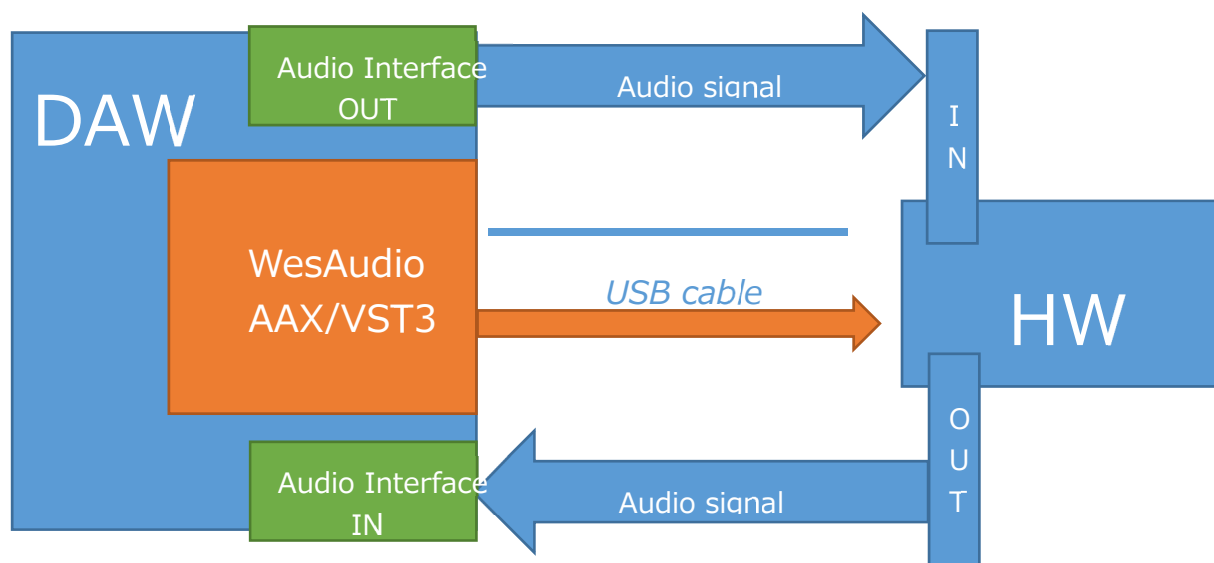 DAW
Audio Interface
OUT
Audio signal
I
N
WesAudio
AAX/VST3
USB cable
HW
Audio Interface
IN
Audio signal
O
U
T